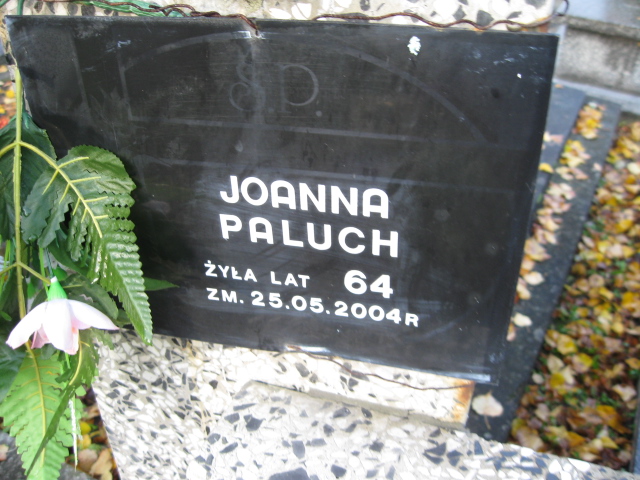 Ś.P.
JOANNA
PALUCH
ŻYŁA LAT 64
ZM. 25.05.2004R